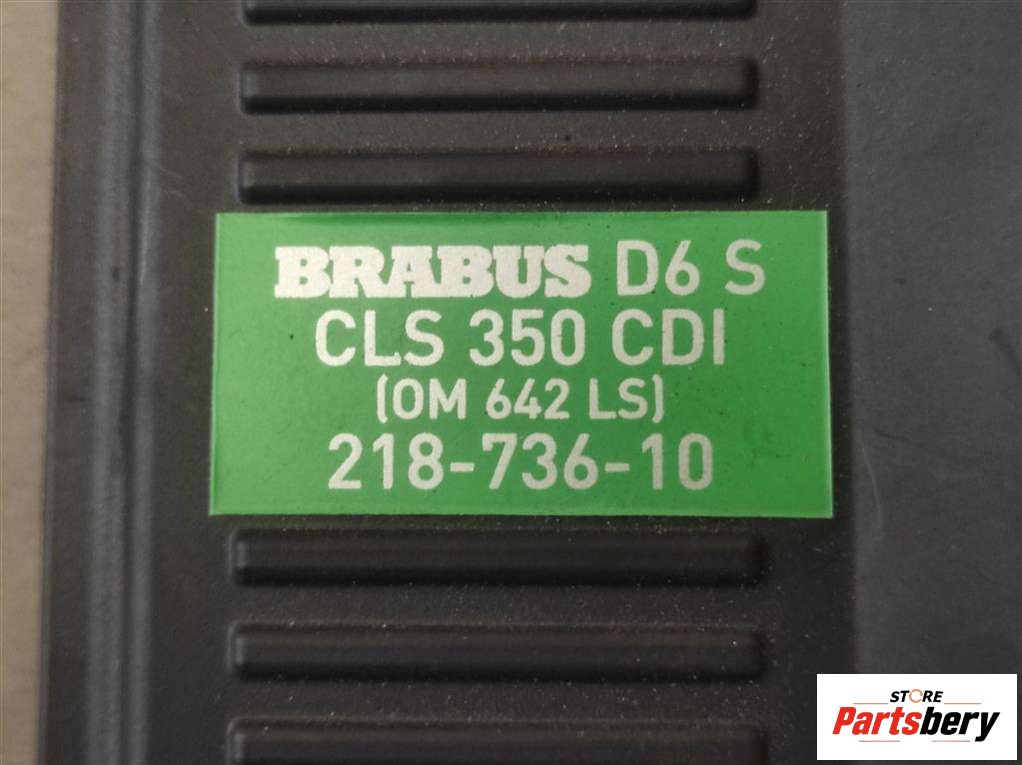 BRABUS D6 S
CLS 350 CDI
(OM 642 LS)
218-736-10
STORE
Partsbery